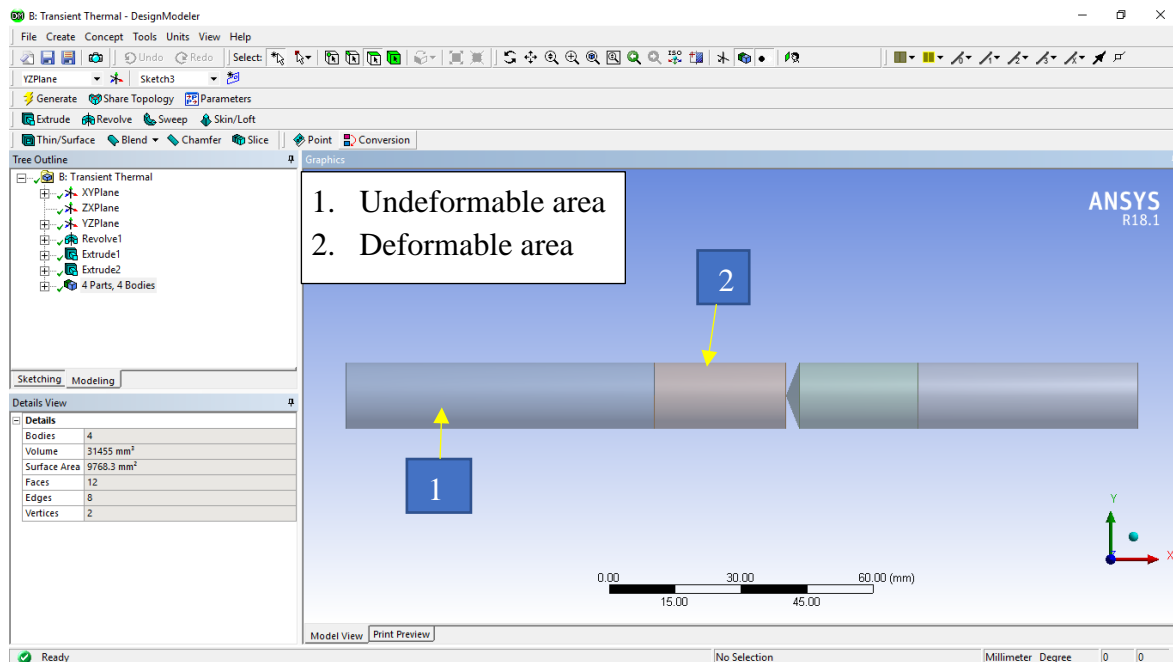 B: Transient Thermal - DesignModeler
File Create Concept Tools Units View Help
Undo Redo Select: ISO
YZPlane Sketch3
Generate Share Topology Parameters
Extrude Revolve Sweep Skin/Loft
Thin/Surface Blend Chamfer Slice Point Conversion
Tree Outline
B: Transient Thermal
XYPlane
ZXPlane
YZPlane
Revolve1
Extrude1
Extrude2
4 Parts, 4 Bodies
Sketching Modeling
Details View
Details
Bodies 4
Volume 31455 mm³
Surface Area 9768.3 mm²
Faces 12
Edges 8
Vertices 2
Graphics
1. Undeformable area
2. Deformable area
ANSYS
R18.1
2
1
Y
X
0.00 30.00 60.00 (mm)
15.00 45.00
Model View Print Preview
Ready No Selection Millimeter Degree 0 0